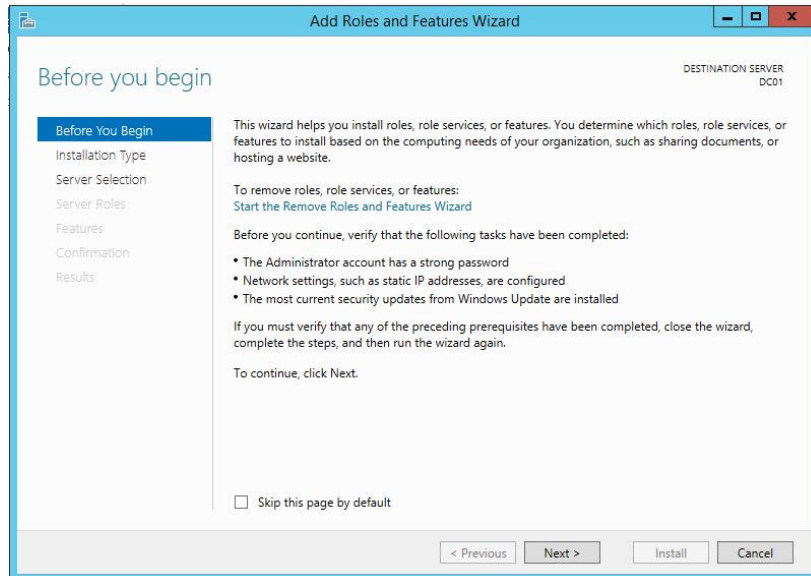 Add Roles and Features Wizard
Before you begin
DESTINATION SERVER
DC01
Before You Begin
Installation Type
Server Selection
Server Roles
Features
Confirmation
Results
This wizard helps you install roles, role services, or features. You determine which roles, role services, or
features to install based on the computing needs of your organization, such as sharing documents, or
hosting a website.
To remove roles, role services, or features:
Start the Remove Roles and Features Wizard
Before you continue, verify that the following tasks have been completed:
• The Administrator account has a strong password
• Network settings, such as static IP addresses, are configured
• The most current security updates from Windows Update are installed
If you must verify that any of the preceding prerequisites have been completed, close the wizard,
complete the steps, and then run the wizard again.
To continue, click Next.
Skip this page by default
< Previous
Next >
Install
Cancel